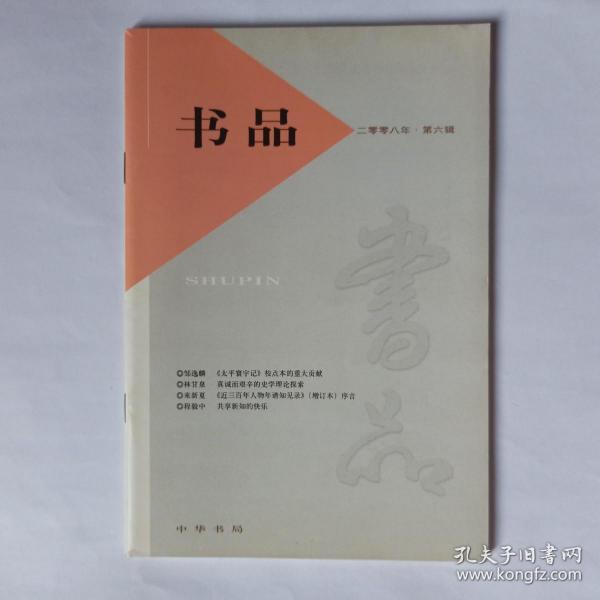 书品
二零零八年·第六辑
書品
SHUPIN
◎邹逸麟 《太平寰宇记》校点本的重大贡献
◎林甘泉 真诚而艰辛的史学理论探索
◎来新夏 《近三百年人物年谱知见录》(增订本)序言
◎程毅中 共享新知的快乐
中华书局
孔夫子旧书网
www.kongfz.com